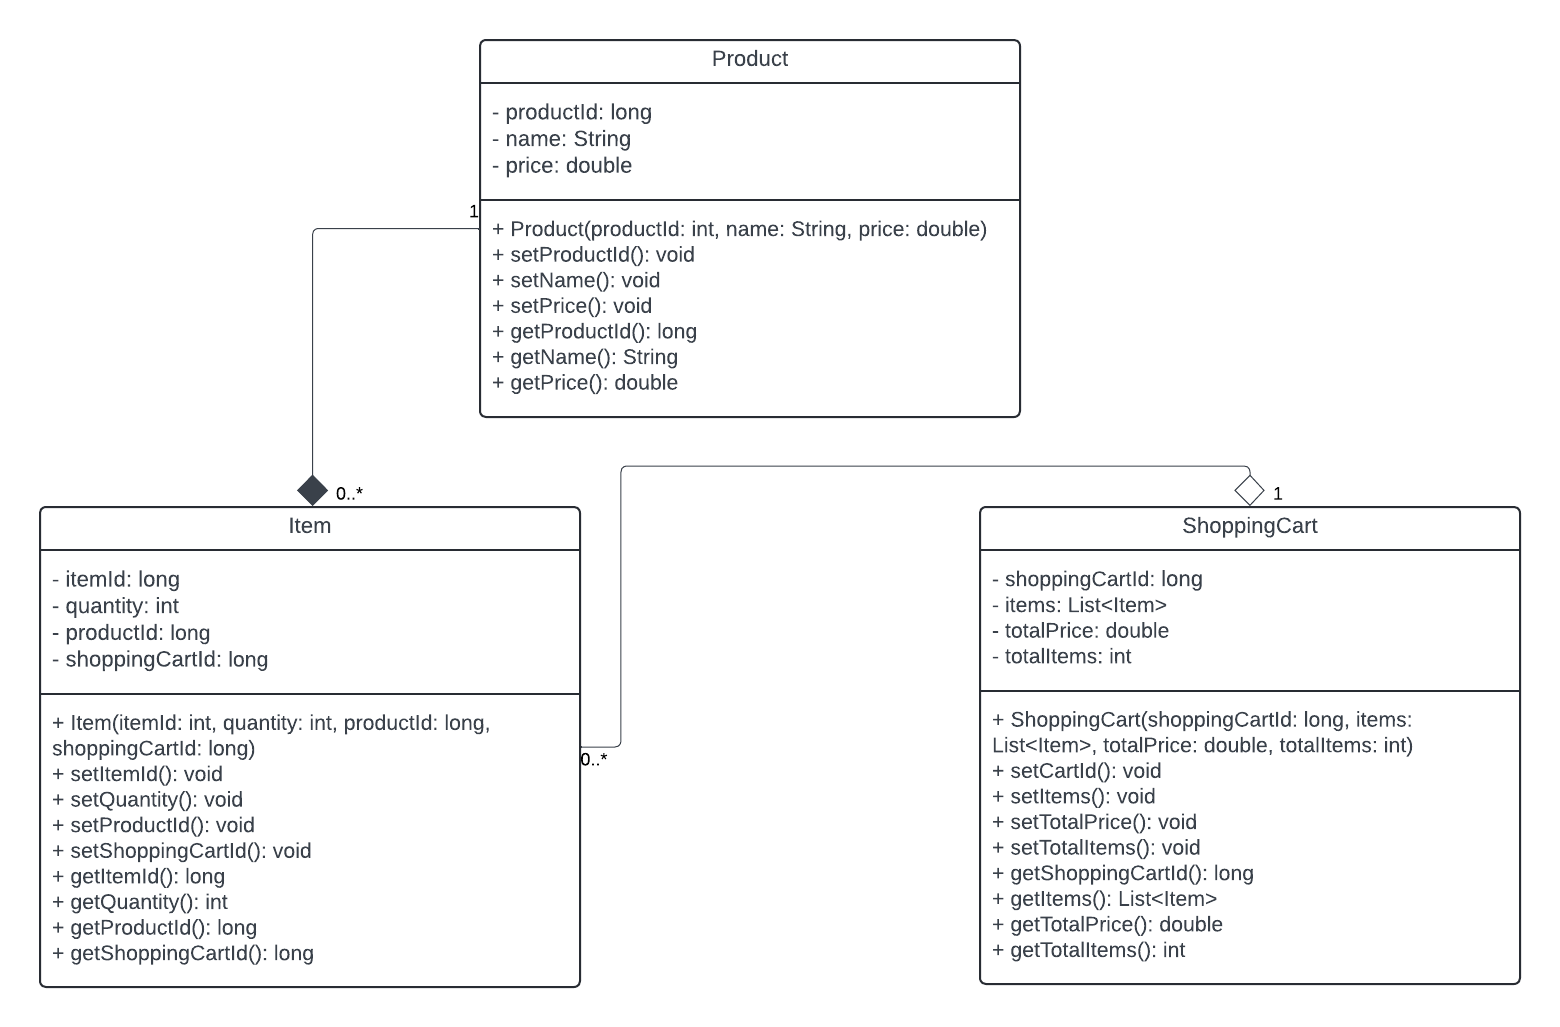 Product
- productId: long
- name: String
- price: double
1
+ Product(productId: int, name: String, price: double)
+ setProductId(): void
+ setName(): void
+ setPrice(): void
+ getProductId(): long
+ getName(): String
+ getPrice(): double
0..*
1
Item
- itemId: long
- quantity: int
- productId: long
- shoppingCartId: long
+ Item(itemId: int, quantity: int, productId: long,
shoppingCartId: long)
+ setItemId(): void
+ setQuantity(): void
+ setProductId(): void
+ setShoppingCartId(): void
+ getItemId(): long
+ getQuantity(): int
+ getProductId(): long
+ getShoppingCartId(): long
0..*
ShoppingCart
- shoppingCartId: long
- items: List<Item>
- totalPrice: double
- totalItems: int
+ ShoppingCart(shoppingCartId: long, items:
List<Item>, totalPrice: double, totalItems: int)
+ setCartId(): void
+ setItems(): void
+ setTotalPrice(): void
+ setTotalItems(): void
+ getShoppingCartId(): long
+ getItems(): List<Item>
+ getTotalPrice(): double
+ getTotalItems(): int